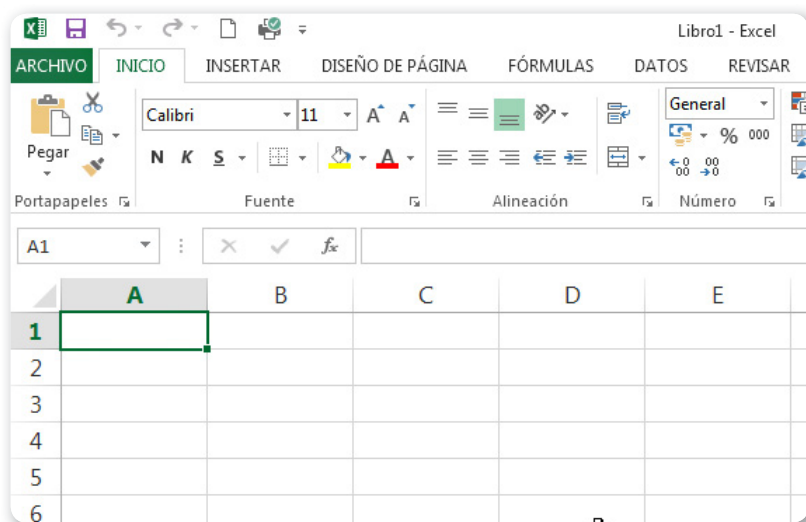 Libro1 - Excel
ARCHIVO INICIO INSERTAR DISEÑO DE PÁGINA FÓRMULAS DATOS REVISAR
Calibri 11 A A General
Pegar N K S A % 000
Portapapeles Fuente Alineación Número
A1 fx
A B C D E
1
2
3
4
5
6